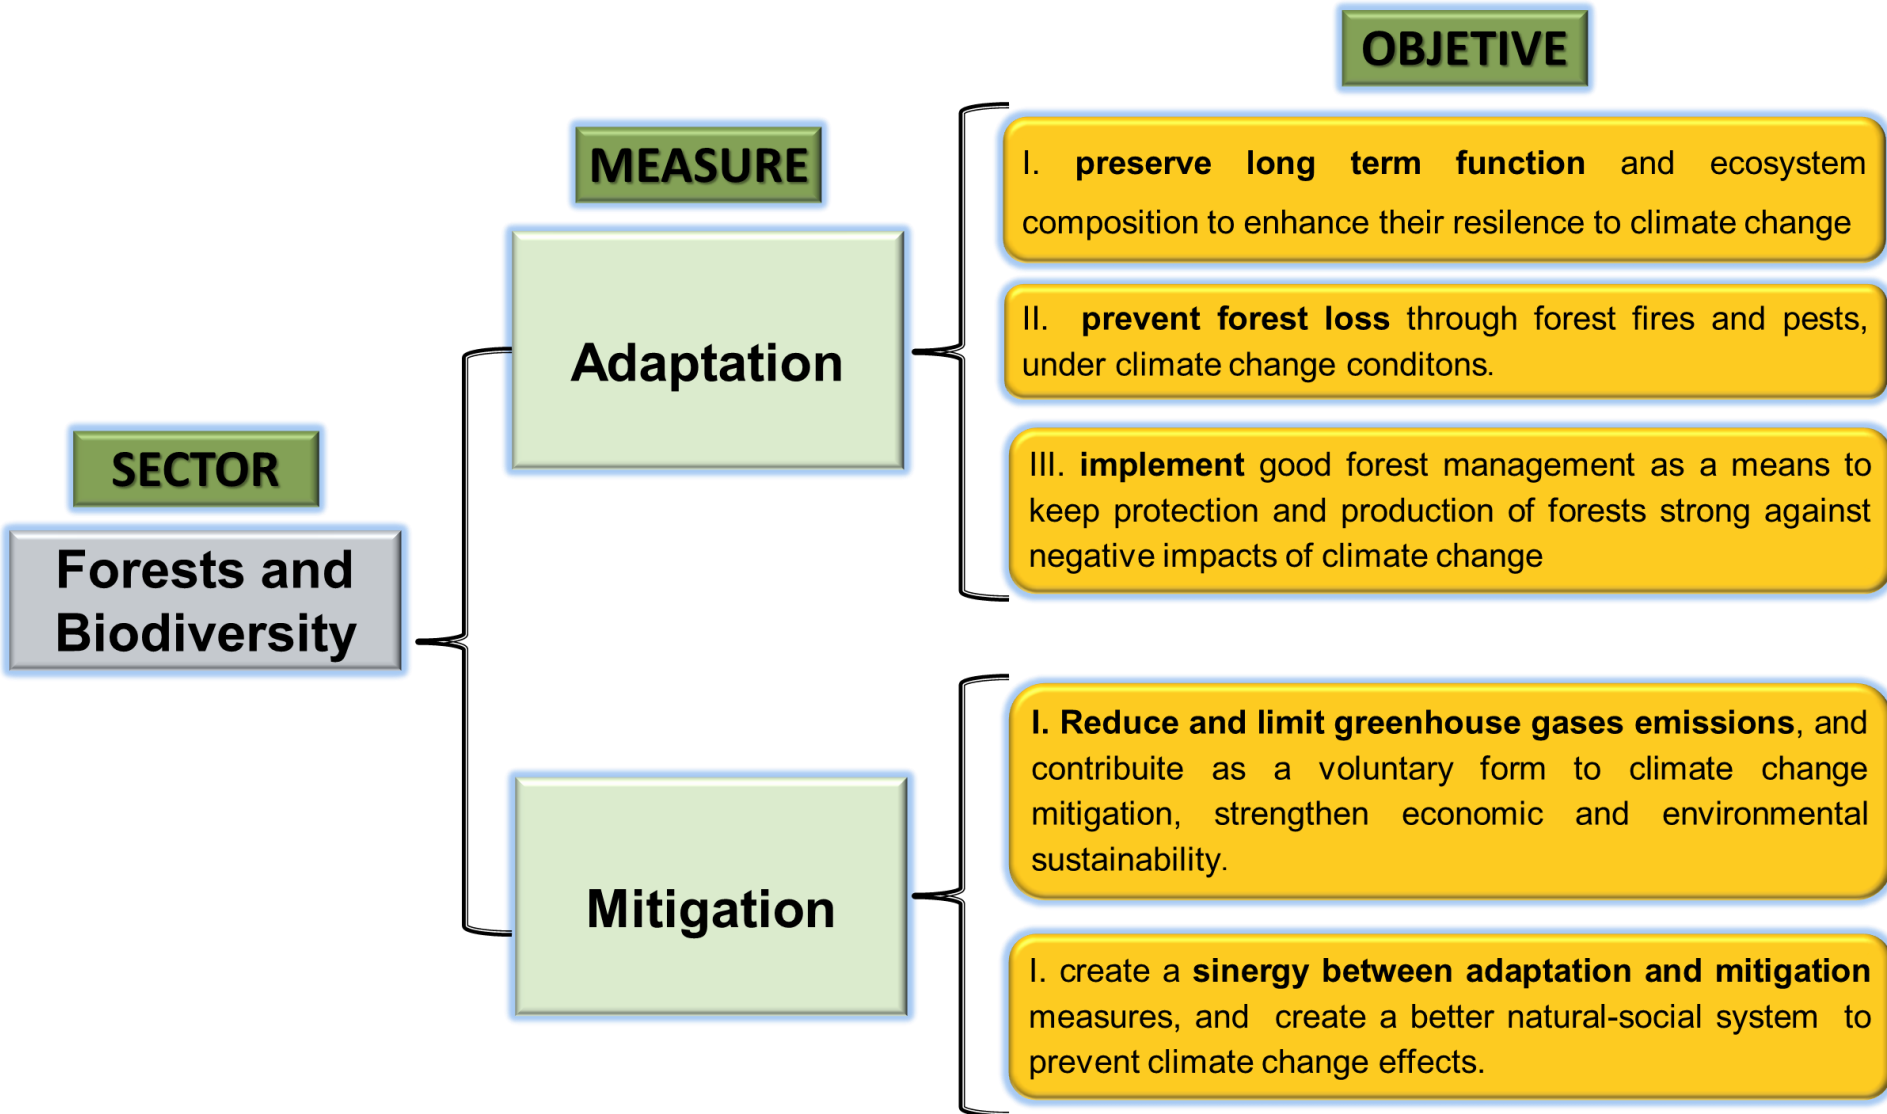 OBJETIVE
MEASURE
SECTOR
Forests and
Biodiversity
Adaptation
I. preserve long term function and ecosystem
composition to enhance their resilence to climate change
II. prevent forest loss through forest fires and pests,
under climate change conditons.
III. implement good forest management as a means to
keep protection and production of forests strong against
negative impacts of climate change
Mitigation
I. Reduce and limit greenhouse gases emissions, and
contribuite as a voluntary form to climate change
mitigation, strengthen economic and environmental
sustainability.
I. create a sinergy between adaptation and mitigation
measures, and create a better natural-social system to
prevent climate change effects.